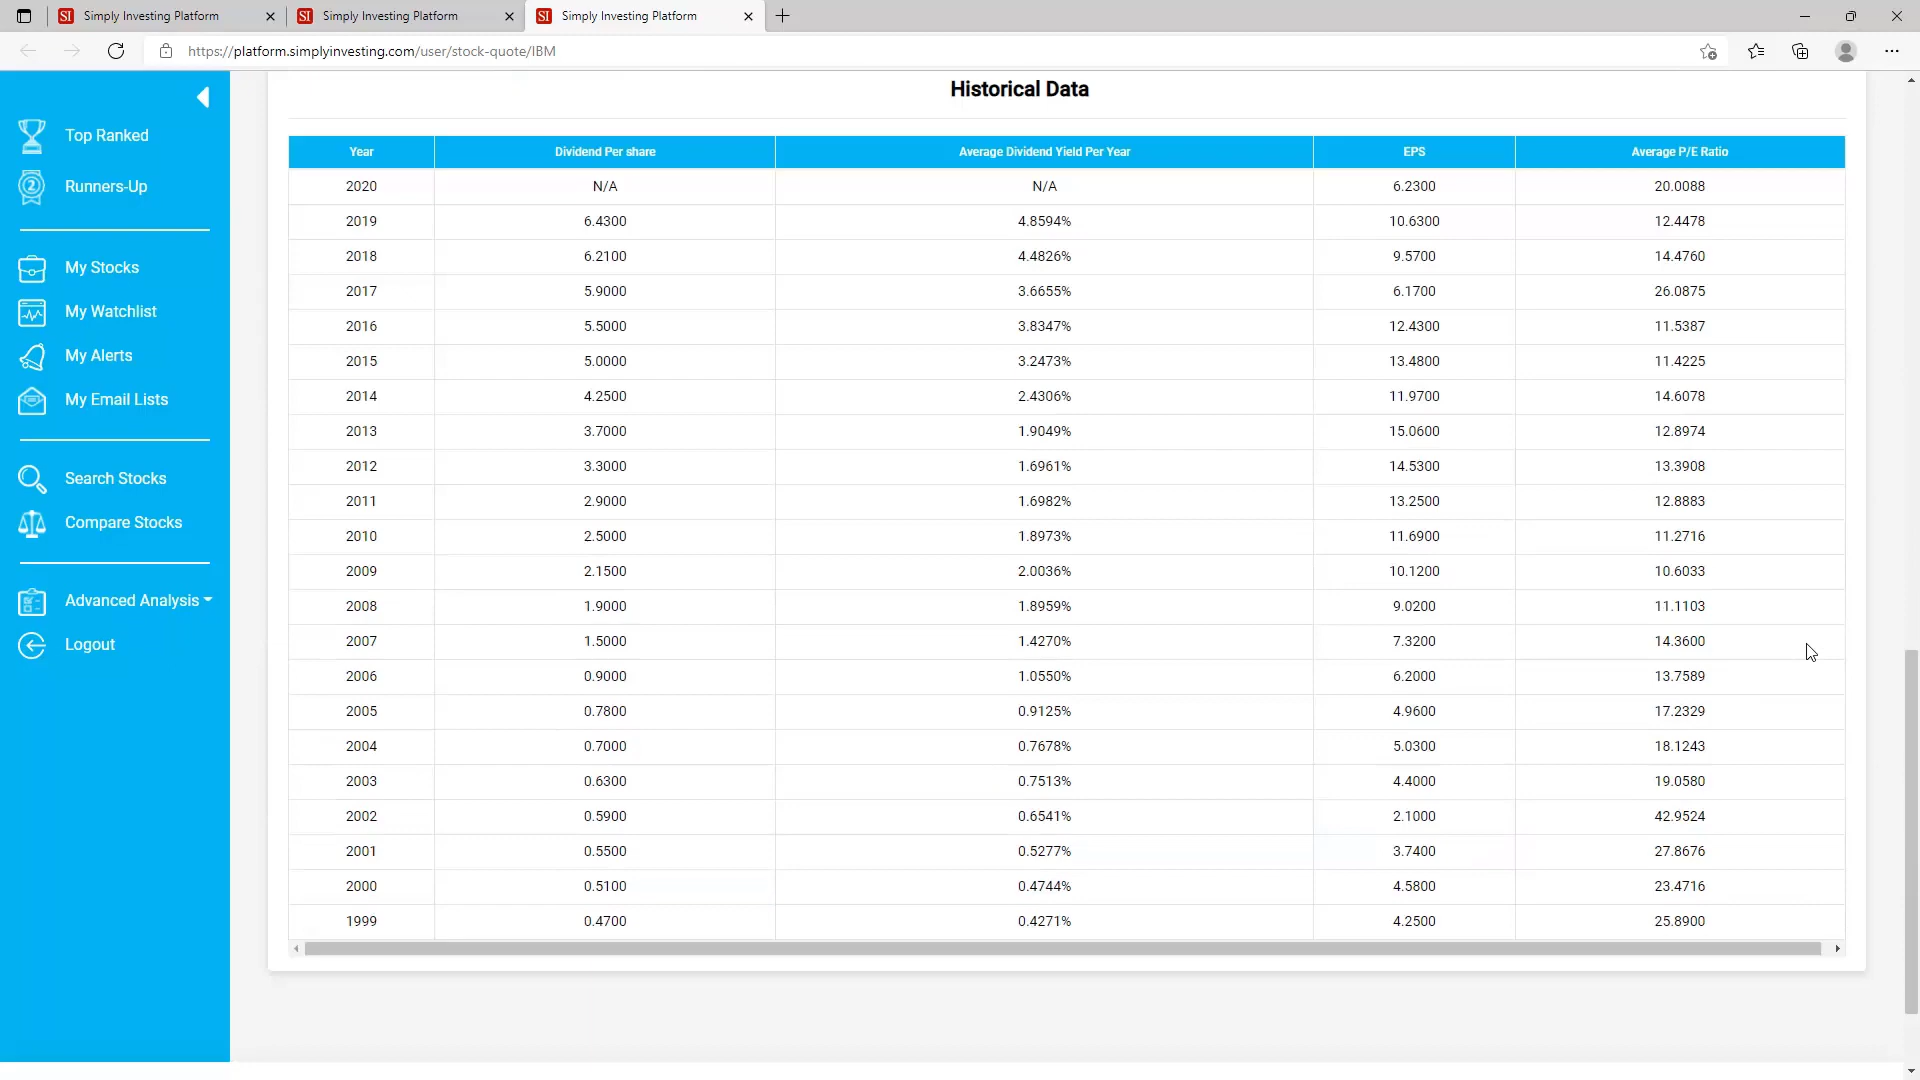 SI Simply Investing Platform SI Simply Investing Platform SI Simply Investing Platform
https://platform.simplyinvesting.com/user/stock-quote/IBM
Top Ranked
2 Runners-Up
My Stocks
My Watchlist
My Alerts
My Email Lists
Search Stocks
Compare Stocks
Advanced Analysis
Logout
Historical Data
Year Dividend Per share Average Dividend Yield Per Year EPS Average P/E Ratio
2020 N/A N/A 6.2300 20.0088
2019 6.4300 4.8594% 10.6300 12.4478
2018 6.2100 4.4826% 9.5700 14.4760
2017 5.9000 3.6655% 6.1700 26.0875
2016 5.5000 3.8347% 12.4300 11.5387
2015 5.0000 3.2473% 13.4800 11.4225
2014 4.2500 2.4306% 11.9700 14.6078
2013 3.7000 1.9049% 15.0600 12.8974
2012 3.3000 1.6961% 14.5300 13.3908
2011 2.9000 1.6982% 13.2500 12.8883
2010 2.5000 1.8973% 11.6900 11.2716
2009 2.1500 2.0036% 10.1200 10.6033
2008 1.9000 1.8959% 9.0200 11.1103
2007 1.5000 1.4270% 7.3200 14.3600
2006 0.9000 1.0550% 6.2000 13.7589
2005 0.7800 0.9125% 4.9600 17.2329
2004 0.7000 0.7678% 5.0300 18.1243
2003 0.6300 0.7513% 4.4000 19.0580
2002 0.5900 0.6541% 2.1000 42.9524
2001 0.5500 0.5277% 3.7400 27.8676
2000 0.5100 0.4744% 4.5800 23.4716
1999 0.4700 0.4271% 4.2500 25.8900